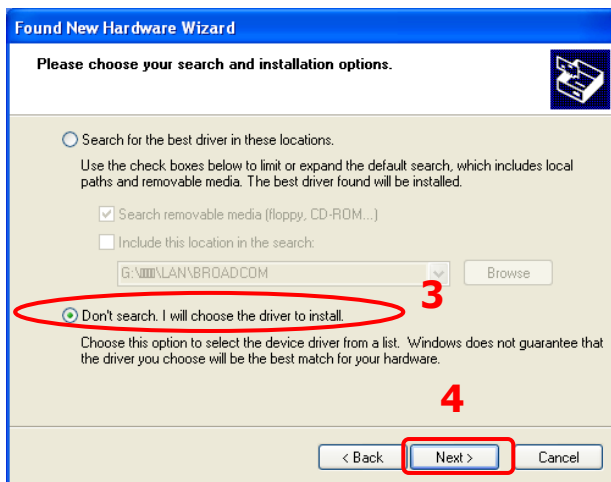 Found New Hardware Wizard
Please choose your search and installation options.
Search for the best driver in these locations.
Use the check boxes below to limit or expand the default search, which includes local
paths and removable media. The best driver found will be installed.
Search removable media (floppy, CD-ROM...)
Include this location in the search:
\LAN\BROADCOM
Browse
3
Don't search. I will choose the driver to install.
Choose this option to select the device driver from a list. Windows does not guarantee that
the driver you choose will be the best match for your hardware.
4
< Back
Next >
Cancel